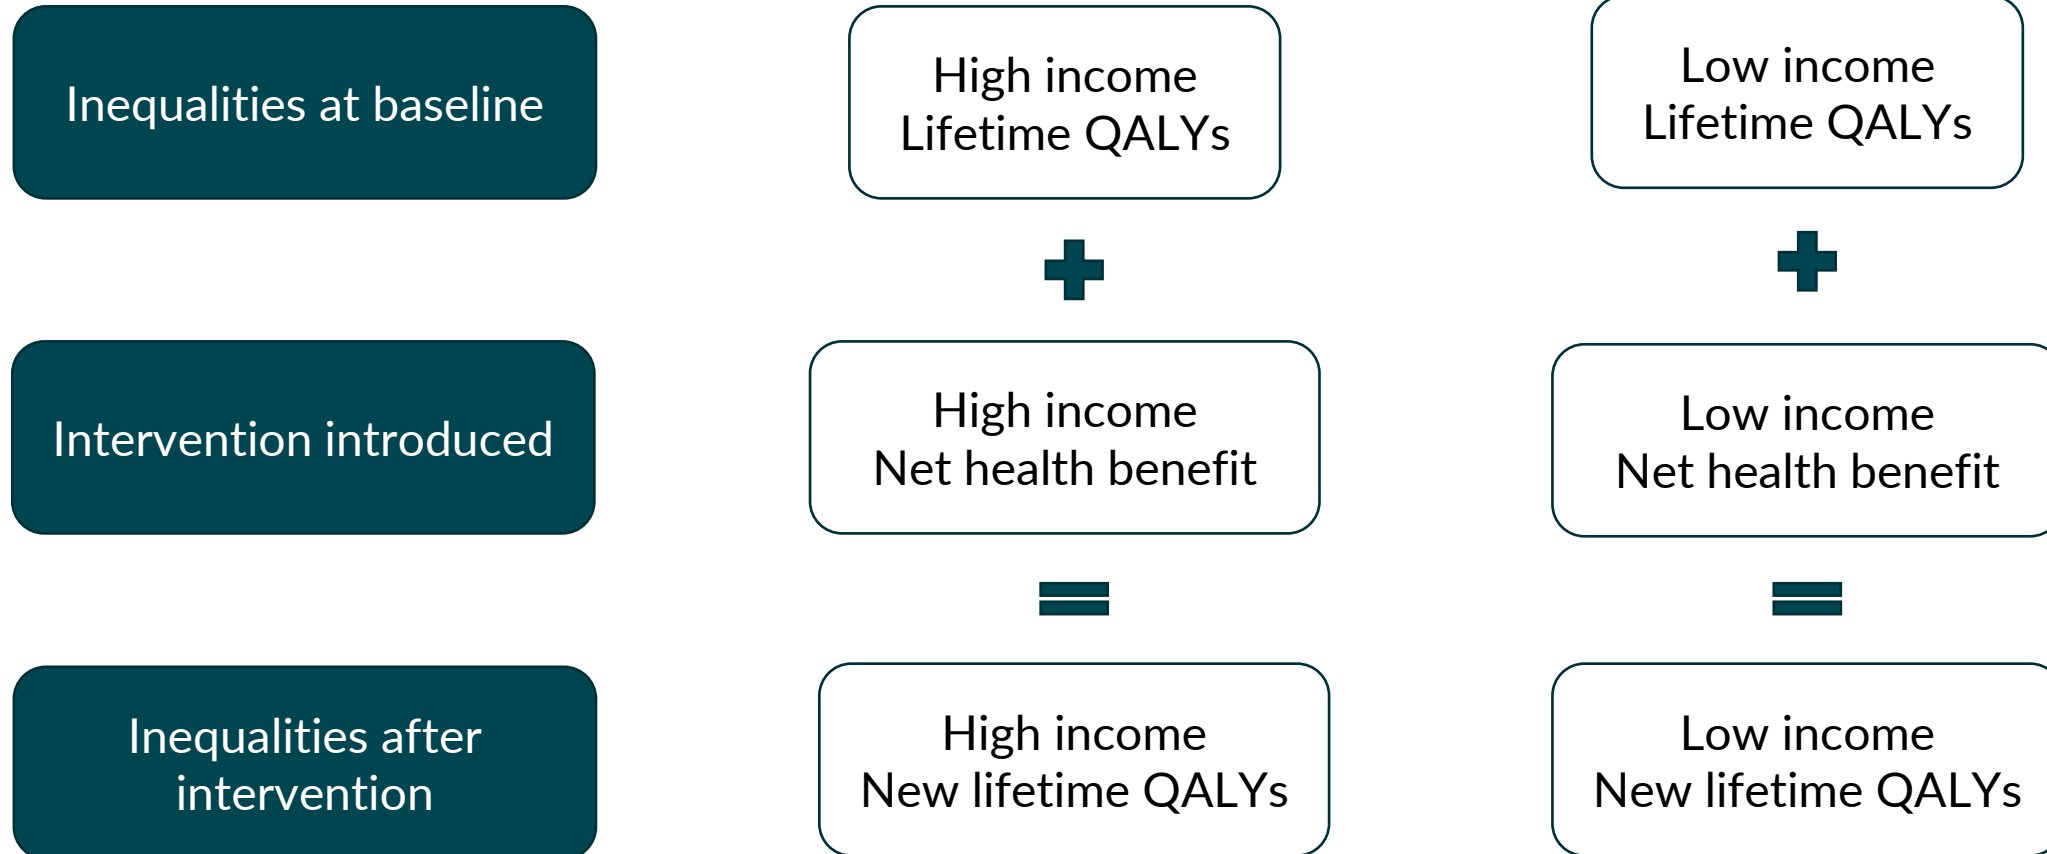 Inequalities at baseline
High income
Lifetime QALYs
Low income
Lifetime QALYs
Intervention introduced
High income
Net health benefit
Low income
Net health benefit
Inequalities after
intervention
High income
New lifetime QALYs
Low income
New lifetime QALYs